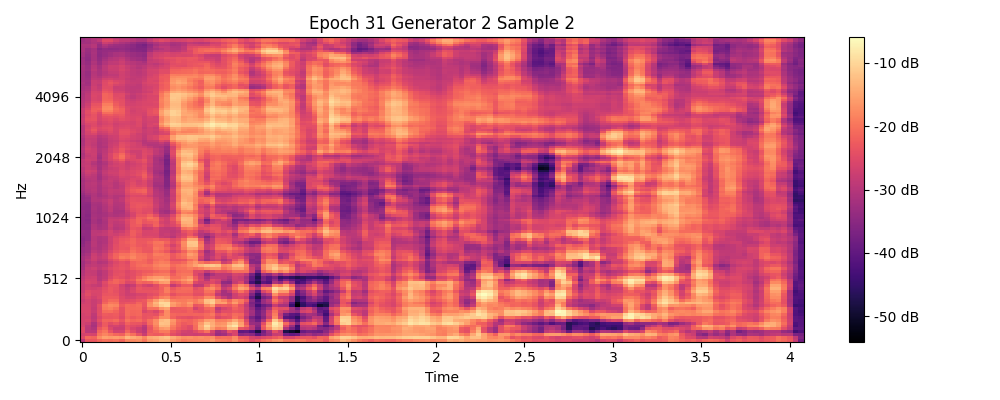 Epoch 31 Generator 2 Sample 2
Hz
4096
2048
1024
512
0
0 0.5 1 1.5 2 2.5 3 3.5 4
Time
-10 dB
-20 dB
-30 dB
-40 dB
-50 dB